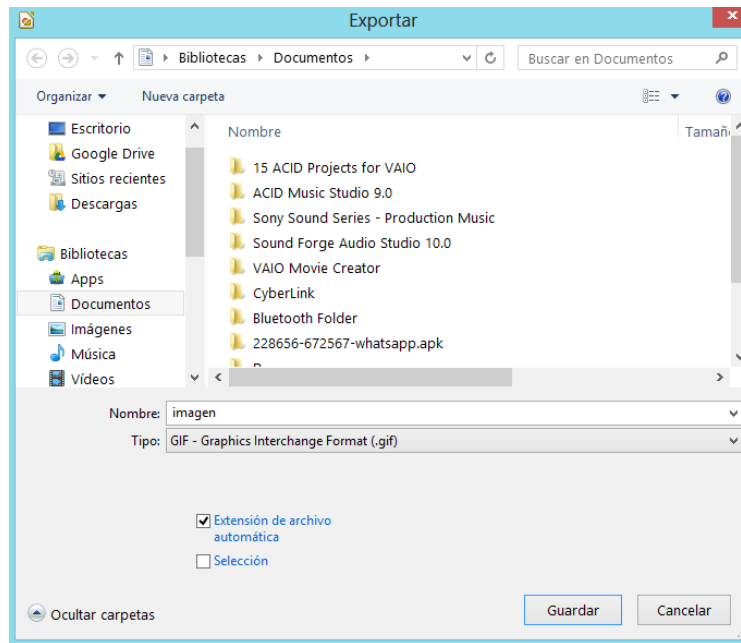 Exportar
Bibliotecas Documentos
Buscar en Documentos
Organizar
Nueva carpeta
Escritorio
Google Drive
Sitios recientes
Descargas
Bibliotecas
Apps
Documentos
Imágenes
Música
Vídeos
Nombre
Tamañ
15 ACID Projects for VAIO
ACID Music Studio 9.0
Sony Sound Series - Production Music
Sound Forge Audio Studio 10.0
VAIO Movie Creator
CyberLink
Bluetooth Folder
228656-672567-whatsapp.apk
Nombre: imagen
Tipo: GIF - Graphics Interchange Format (.gif)
Extensión de archivo
automática
Selección
Ocultar carpetas
Guardar
Cancelar